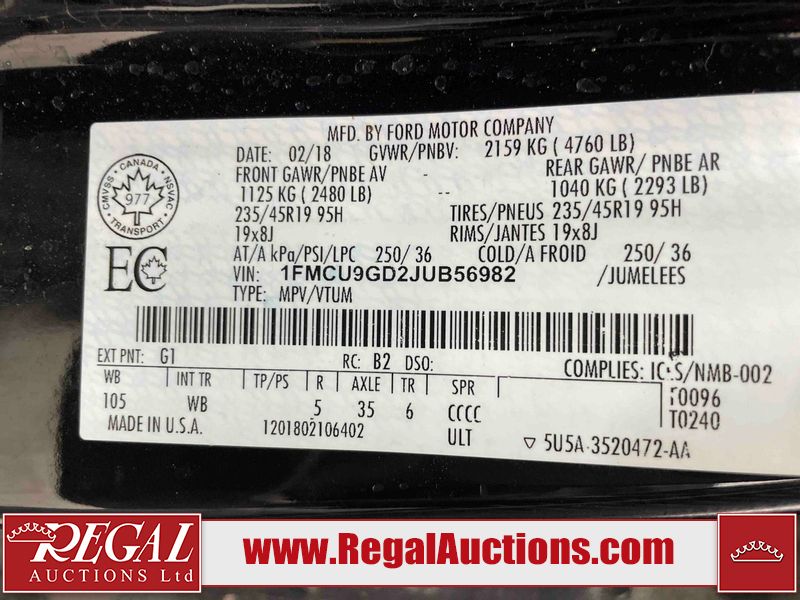 MFD. BY FORD MOTOR COMPANY
DATE: 02/18 GVWR/PNBV: 2159 KG ( 4760 LB)
FRONT GAWR/PNBE AV REAR GAWR/ PNBE AR
1125 KG ( 2480 LB) 1040 KG ( 2293 LB)
235/45R19 95H TIRES/PNEUS 235/45R19 95H
19x8J RIMS/JANTES 19x8J
AT/A kPa/PSI/LPC 250/ 36 COLD/A FROID 250/ 36
VIN: 1FMCU9GD2JUB56982 /JUMELEES
TYPE: MPV/VTUM
CMVSS · CANADA · NSVAC
977
TRANSPORT
EC
EXT PNT: G1 RC: B2 DSO: COMPLIES: IC S/NMB-002
WB INT TR TP/PS R AXLE TR SPR F0096
105 WB 5 35 6 CCCC T0240
MADE IN U.S.A. 1201802106402 ULT ▽ 5U5A-3520472-AA
REGAL
AUCTIONS Ltd
www.RegalAuctions.com